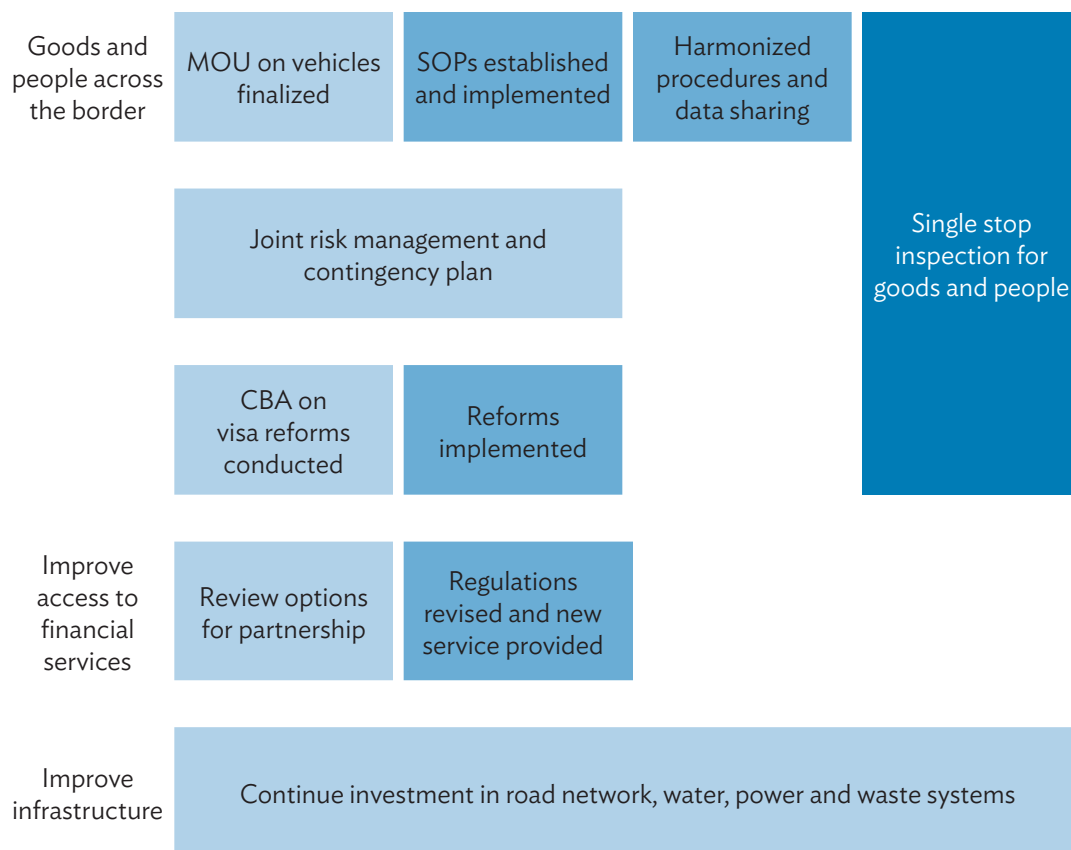 Goods and
people across
the border
MOU on vehicles
finalized
SOPs established
and implemented
Harmonized
procedures and
data sharing
Single stop
inspection for
goods and people
Joint risk management and
contingency plan
CBA on
visa reforms
conducted
Reforms
implemented
Improve
access to
financial
services
Review options
for partnership
Regulations
revised and new
service provided
Improve
infrastructure
Continue investment in road network, water, power and waste systems